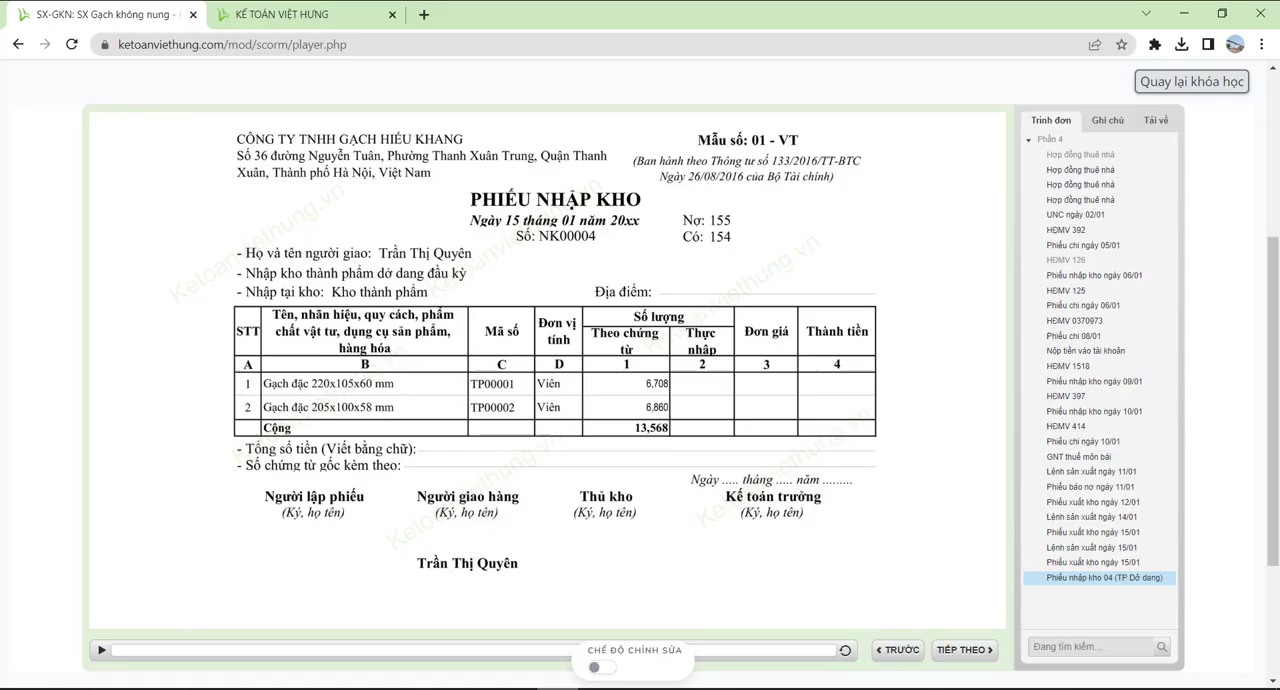 SX-GKN: SX Gạch không nung -
KẾ TOÁN VIỆT HƯNG
ketoanviethung.com/mod/scorm/player.php
Quay lại khóa học
CÔNG TY TNHH GẠCH HIẾU KHANG
Số 36 đường Nguyễn Tuân, Phường Thanh Xuân Trung, Quận Thanh
Xuân, Thành phố Hà Nội, Việt Nam
Mẫu số: 01 - VT
(Ban hành theo Thông tư số 133/2016/TT-BTC
Ngày 26/08/2016 của Bộ Tài chính)
PHIẾU NHẬP KHO
Ngày 15 tháng 01 năm 20xx
Số: NK00004
Nợ: 155
Có: 154
- Họ và tên người giao: Trần Thị Quyên
- Nhập kho thành phẩm dở dang đầu kỳ
- Nhập tại kho: Kho thành phẩm
Địa điểm:
STT
Tên, nhãn hiệu, quy cách, phẩm
chất vật tư, dụng cụ sản phẩm,
hàng hóa
Mã số
Đơn vị
tính
Số lượng
Theo chứng
từ
Thực
nhập
Đơn giá
Thành tiền
A B C D 1 2 3 4
1 Gạch đặc 220x105x60 mm TP00001 Viên 6,708
2 Gạch đặc 205x100x58 mm TP00002 Viên 6,860
Cộng 13,568
- Tổng số tiền (Viết bằng chữ):
- Số chứng từ gốc kèm theo:
Ngày ..... tháng ..... năm .........
Người lập phiếu
(Ký, họ tên)
Người giao hàng
(Ký, họ tên)
Thủ kho
(Ký, họ tên)
Kế toán trưởng
(Ký, họ tên)
Trần Thị Quyên
Ketoanviethung.vn
CHẾ ĐỘ CHỈNH SỬA
TRƯỚC
TIẾP THEO
Trình đơn
Ghi chú
Tải về
Phần 4
Hợp đồng thuê nhà
Hợp đồng thuê nhà
Hợp đồng thuê nhà
Hợp đồng thuê nhà
UNC ngày 02/01
HĐMV 392
Phiếu chi ngày 05/01
HĐMV 126
Phiếu nhập kho ngày 06/01
HĐMV 125
Phiếu chi ngày 06/01
HĐMV 0370973
Phiếu chi 08/01
Nộp tiền vào tài khoản
HĐMV 1518
Phiếu nhập kho ngày 09/01
HĐMV 397
Phiếu nhập kho ngày 10/01
HĐMV 414
Phiếu chi ngày 10/01
GNT thuế môn bài
Lệnh sản xuất ngày 11/01
Phiếu báo nợ ngày 11/01
Phiếu xuất kho ngày 12/01
Lệnh sản xuất ngày 14/01
Phiếu xuất kho ngày 15/01
Lệnh sản xuất ngày 15/01
Phiếu xuất kho ngày 15/01
Phiếu nhập kho 04 (TP Dở dang)
Đang tìm kiếm...